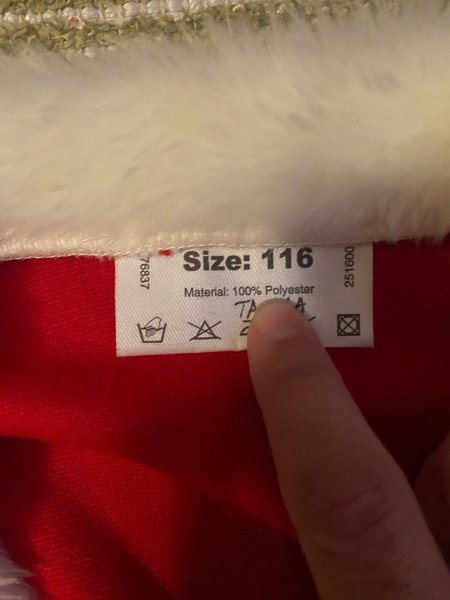 Size: 116
Material: 100% Polyester
76837
251600